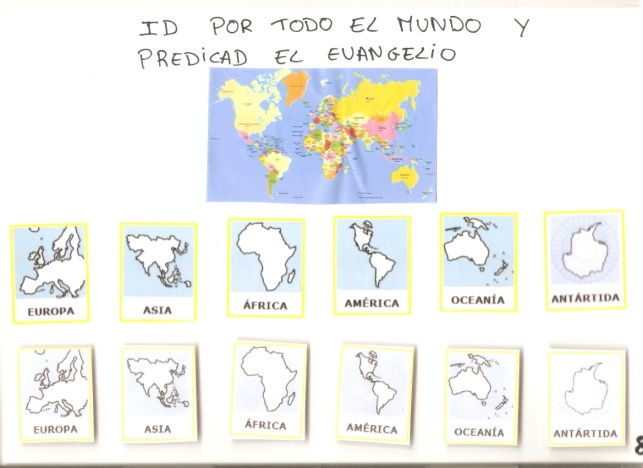 ID POR TODO EL MUNDO Y
PREDICAD EL EVANGELIO
EUROPA
ASIA
ÁFRICA
AMÉRICA
OCEANÍA
ANTÁRTIDA
EUROPA
ASIA
ÁFRICA
AMÉRICA
OCEANÍA
ANTÁRTIDA
8